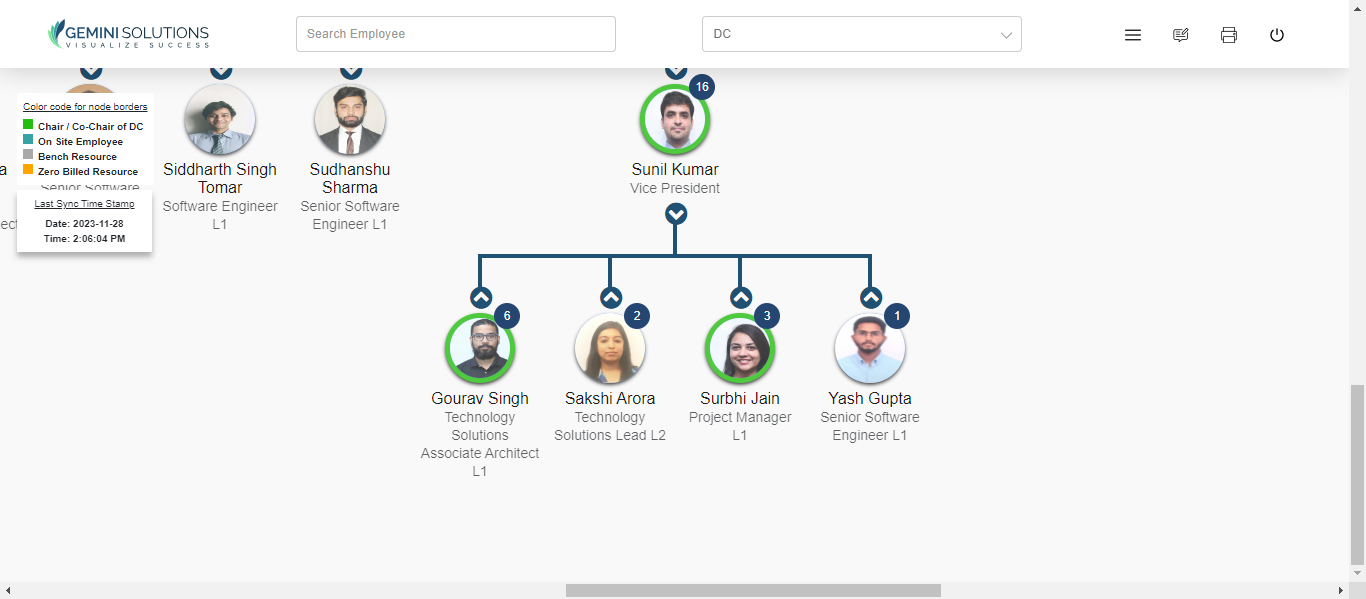 GEMINI SOLUTIONS
VISUALIZE SUCCESS
Search Employee
DC
Color code for node borders
Chair / Co-Chair of DC
On Site Employee
Bench Resource
Zero Billed Resource
Senior Software
Last Sync Time Stamp
Date: 2023-11-28
Time: 2:06:04 PM
a
ect
Siddharth Singh
Tomar
Software Engineer
L1
Sudhanshu
Sharma
Senior Software
Engineer L1
16
Sunil Kumar
Vice President
6
Gourav Singh
Technology
Solutions
Associate Architect
L1
2
Sakshi Arora
Technology
Solutions Lead L2
3
Surbhi Jain
Project Manager
L1
1
Yash Gupta
Senior Software
Engineer L1